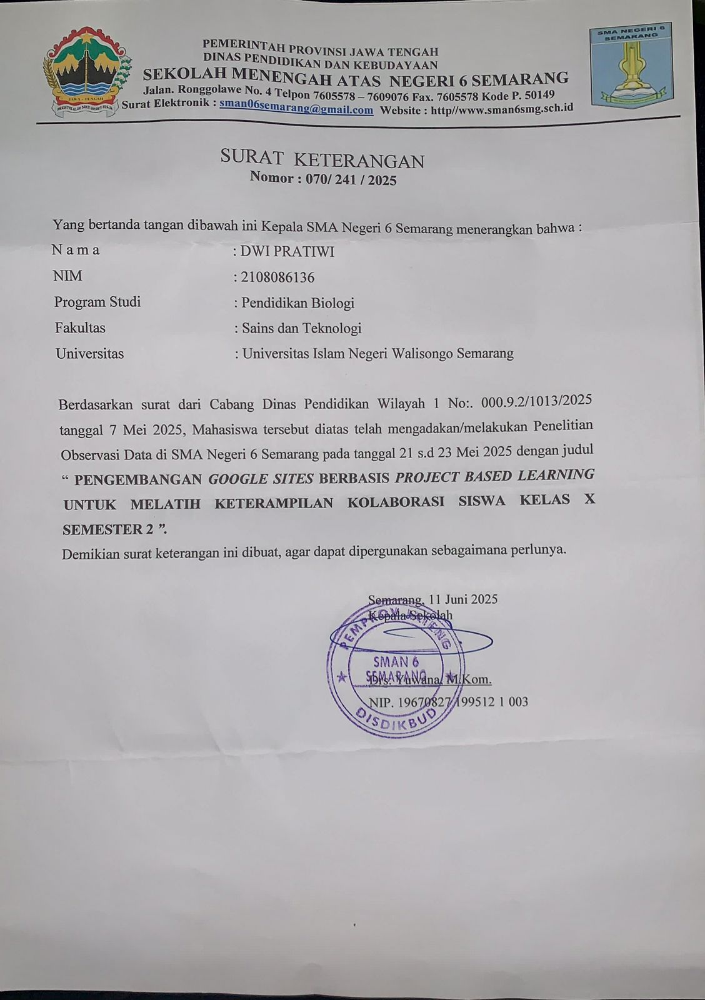 PEMERINTAH PROVINSI JAWA TENGAH
DINAS PENDIDIKAN DAN KEBUDAYAAN
SEKOLAH MENENGAH ATAS NEGERI 6 SEMARANG
Jalan. Ronggolawe No. 4 Telpon 7605578 – 7609076 Fax. 7605578 Kode P. 50149
Surat Elektronik : sman06semarang@gmail.com Website : http//www.sman6smg.sch.id
JAWA - TENGAH
SMA NEGERI 6
SEMARANG
SURAT KETERANGAN
Nomor : 070/ 241 / 2025
Yang bertanda tangan dibawah ini Kepala SMA Negeri 6 Semarang menerangkan bahwa :
N a m a : DWI PRATIWI
NIM : 2108086136
Program Studi : Pendidikan Biologi
Fakultas : Sains dan Teknologi
Universitas : Universitas Islam Negeri Walisongo Semarang
Berdasarkan surat dari Cabang Dinas Pendidikan Wilayah 1 No:. 000.9.2/1013/2025
tanggal 7 Mei 2025, Mahasiswa tersebut diatas telah mengadakan/melakukan Penelitian
Observasi Data di SMA Negeri 6 Semarang pada tanggal 21 s.d 23 Mei 2025 dengan judul
“ PENGEMBANGAN GOOGLE SITES BERBASIS PROJECT BASED LEARNING
UNTUK MELATIH KETERAMPILAN KOLABORASI SISWA KELAS X
SEMESTER 2 ”.
Demikian surat keterangan ini dibuat, agar dapat dipergunakan sebagaimana perlunya.
Semarang, 11 Juni 2025
Kepala Sekolah
PEMPROV JATENG
SMAN 6
SEMARANG
DISDIKBUD
Drs. Yuwana, M.Kom.
NIP. 19670827 199512 1 003